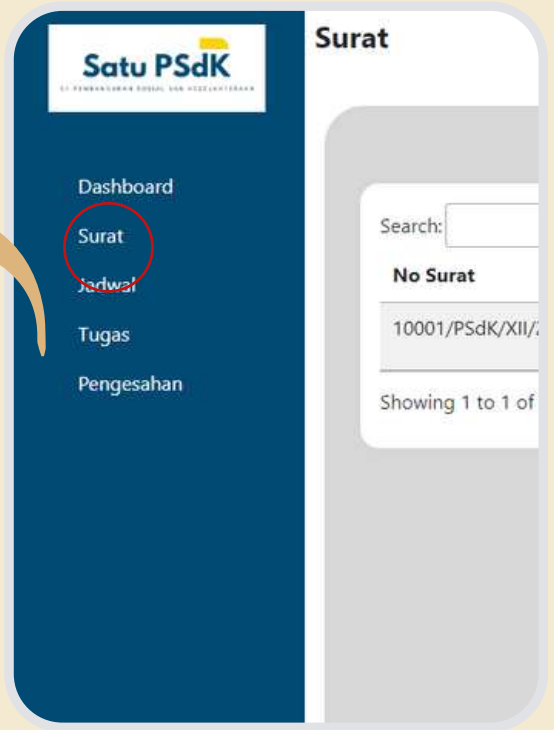 Satu PSdK
Surat
Dashboard
Surat
Jadwal
Tugas
Pengesahan
Search:
No Surat
10001/PSdK/XII/
Showing 1 to 1 of